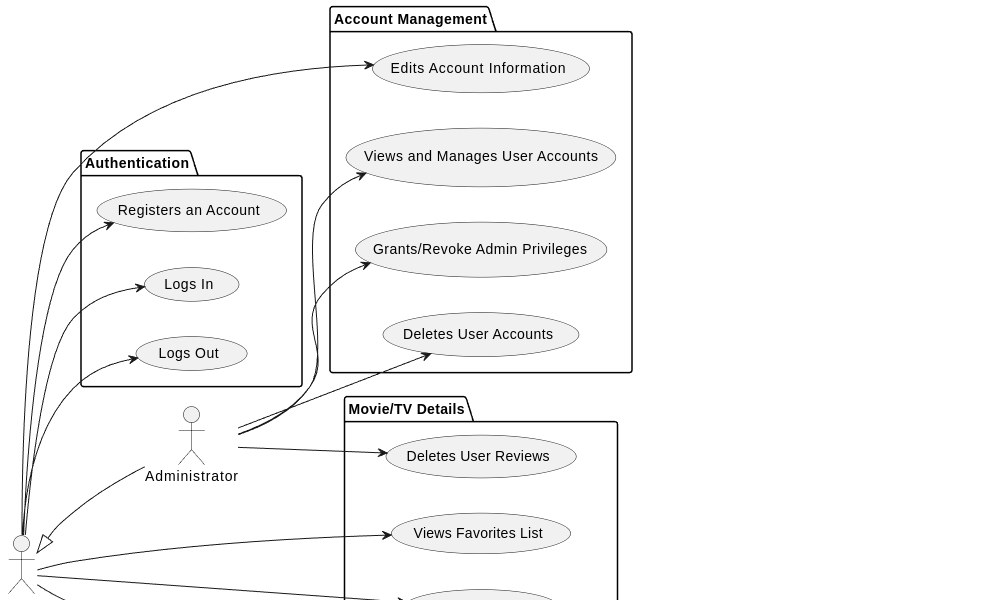 Account Management
Edits Account Information
Authentication
Views and Manages User Accounts
Registers an Account
Grants/Revoke Admin Privileges
Logs In
Deletes User Accounts
Logs Out
Movie/TV Details
Deletes User Reviews
Administrator
Views Favorites List